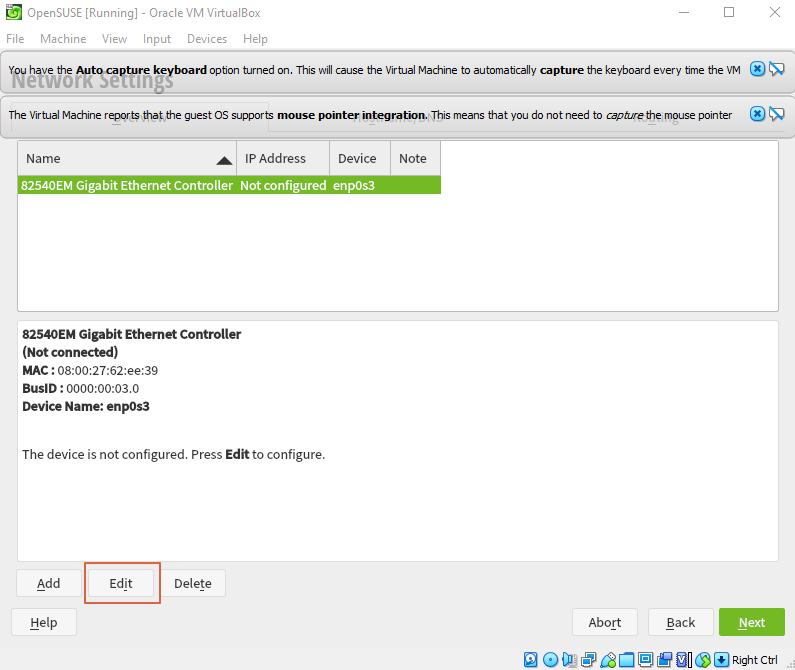 OpenSUSE [Running] - Oracle VM VirtualBox
File Machine View Input Devices Help
You have the Auto capture keyboard option turned on. This will cause the Virtual Machine to automatically capture the keyboard every time the VM
Network Settings
The Virtual Machine reports that the guest OS supports mouse pointer integration. This means that you do not need to capture the mouse pointer
Overview Hostname/DNS Routing
Name IP Address Device Note
82540EM Gigabit Ethernet Controller Not configured enp0s3
82540EM Gigabit Ethernet Controller
(Not connected)
MAC : 08:00:27:62:ee:39
BusID : 0000:00:03.0
Device Name: enp0s3
The device is not configured. Press Edit to configure.
Add Edit Delete
Help Abort Back Next
Right Ctrl